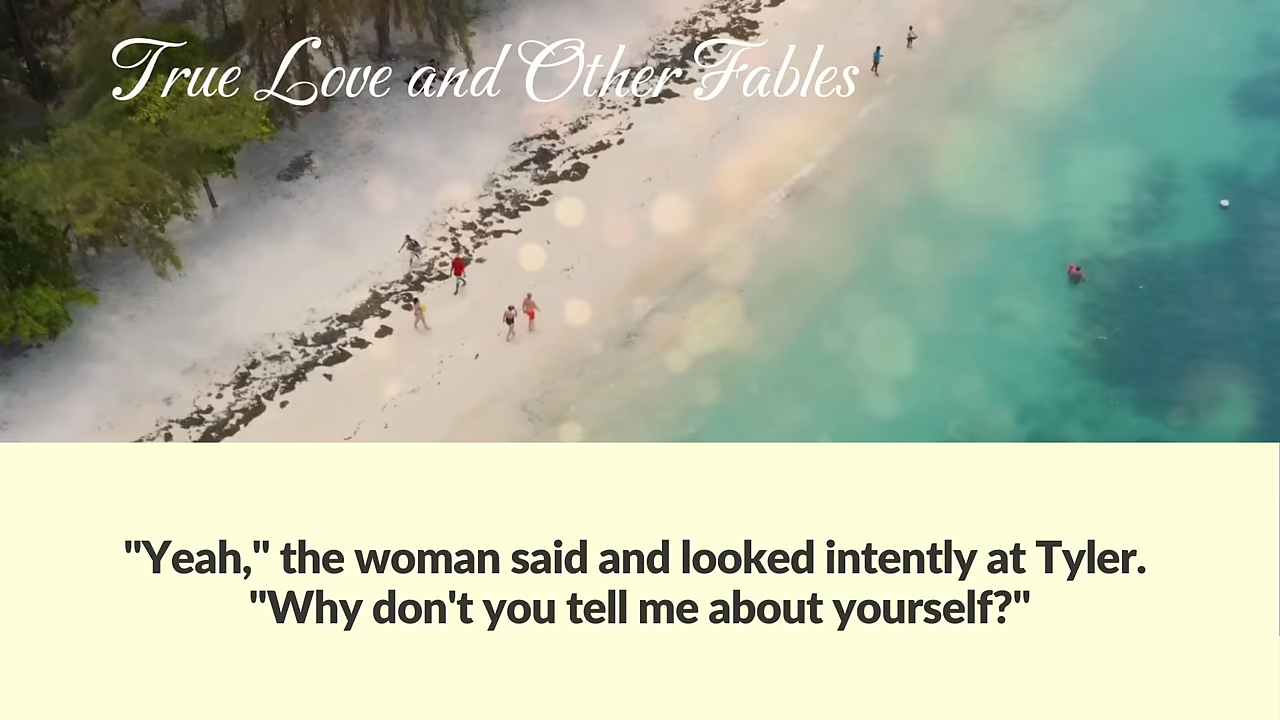 True Love and Other Fables
"Yeah," the woman said and looked intently at Tyler.
"Why don't you tell me about yourself?"